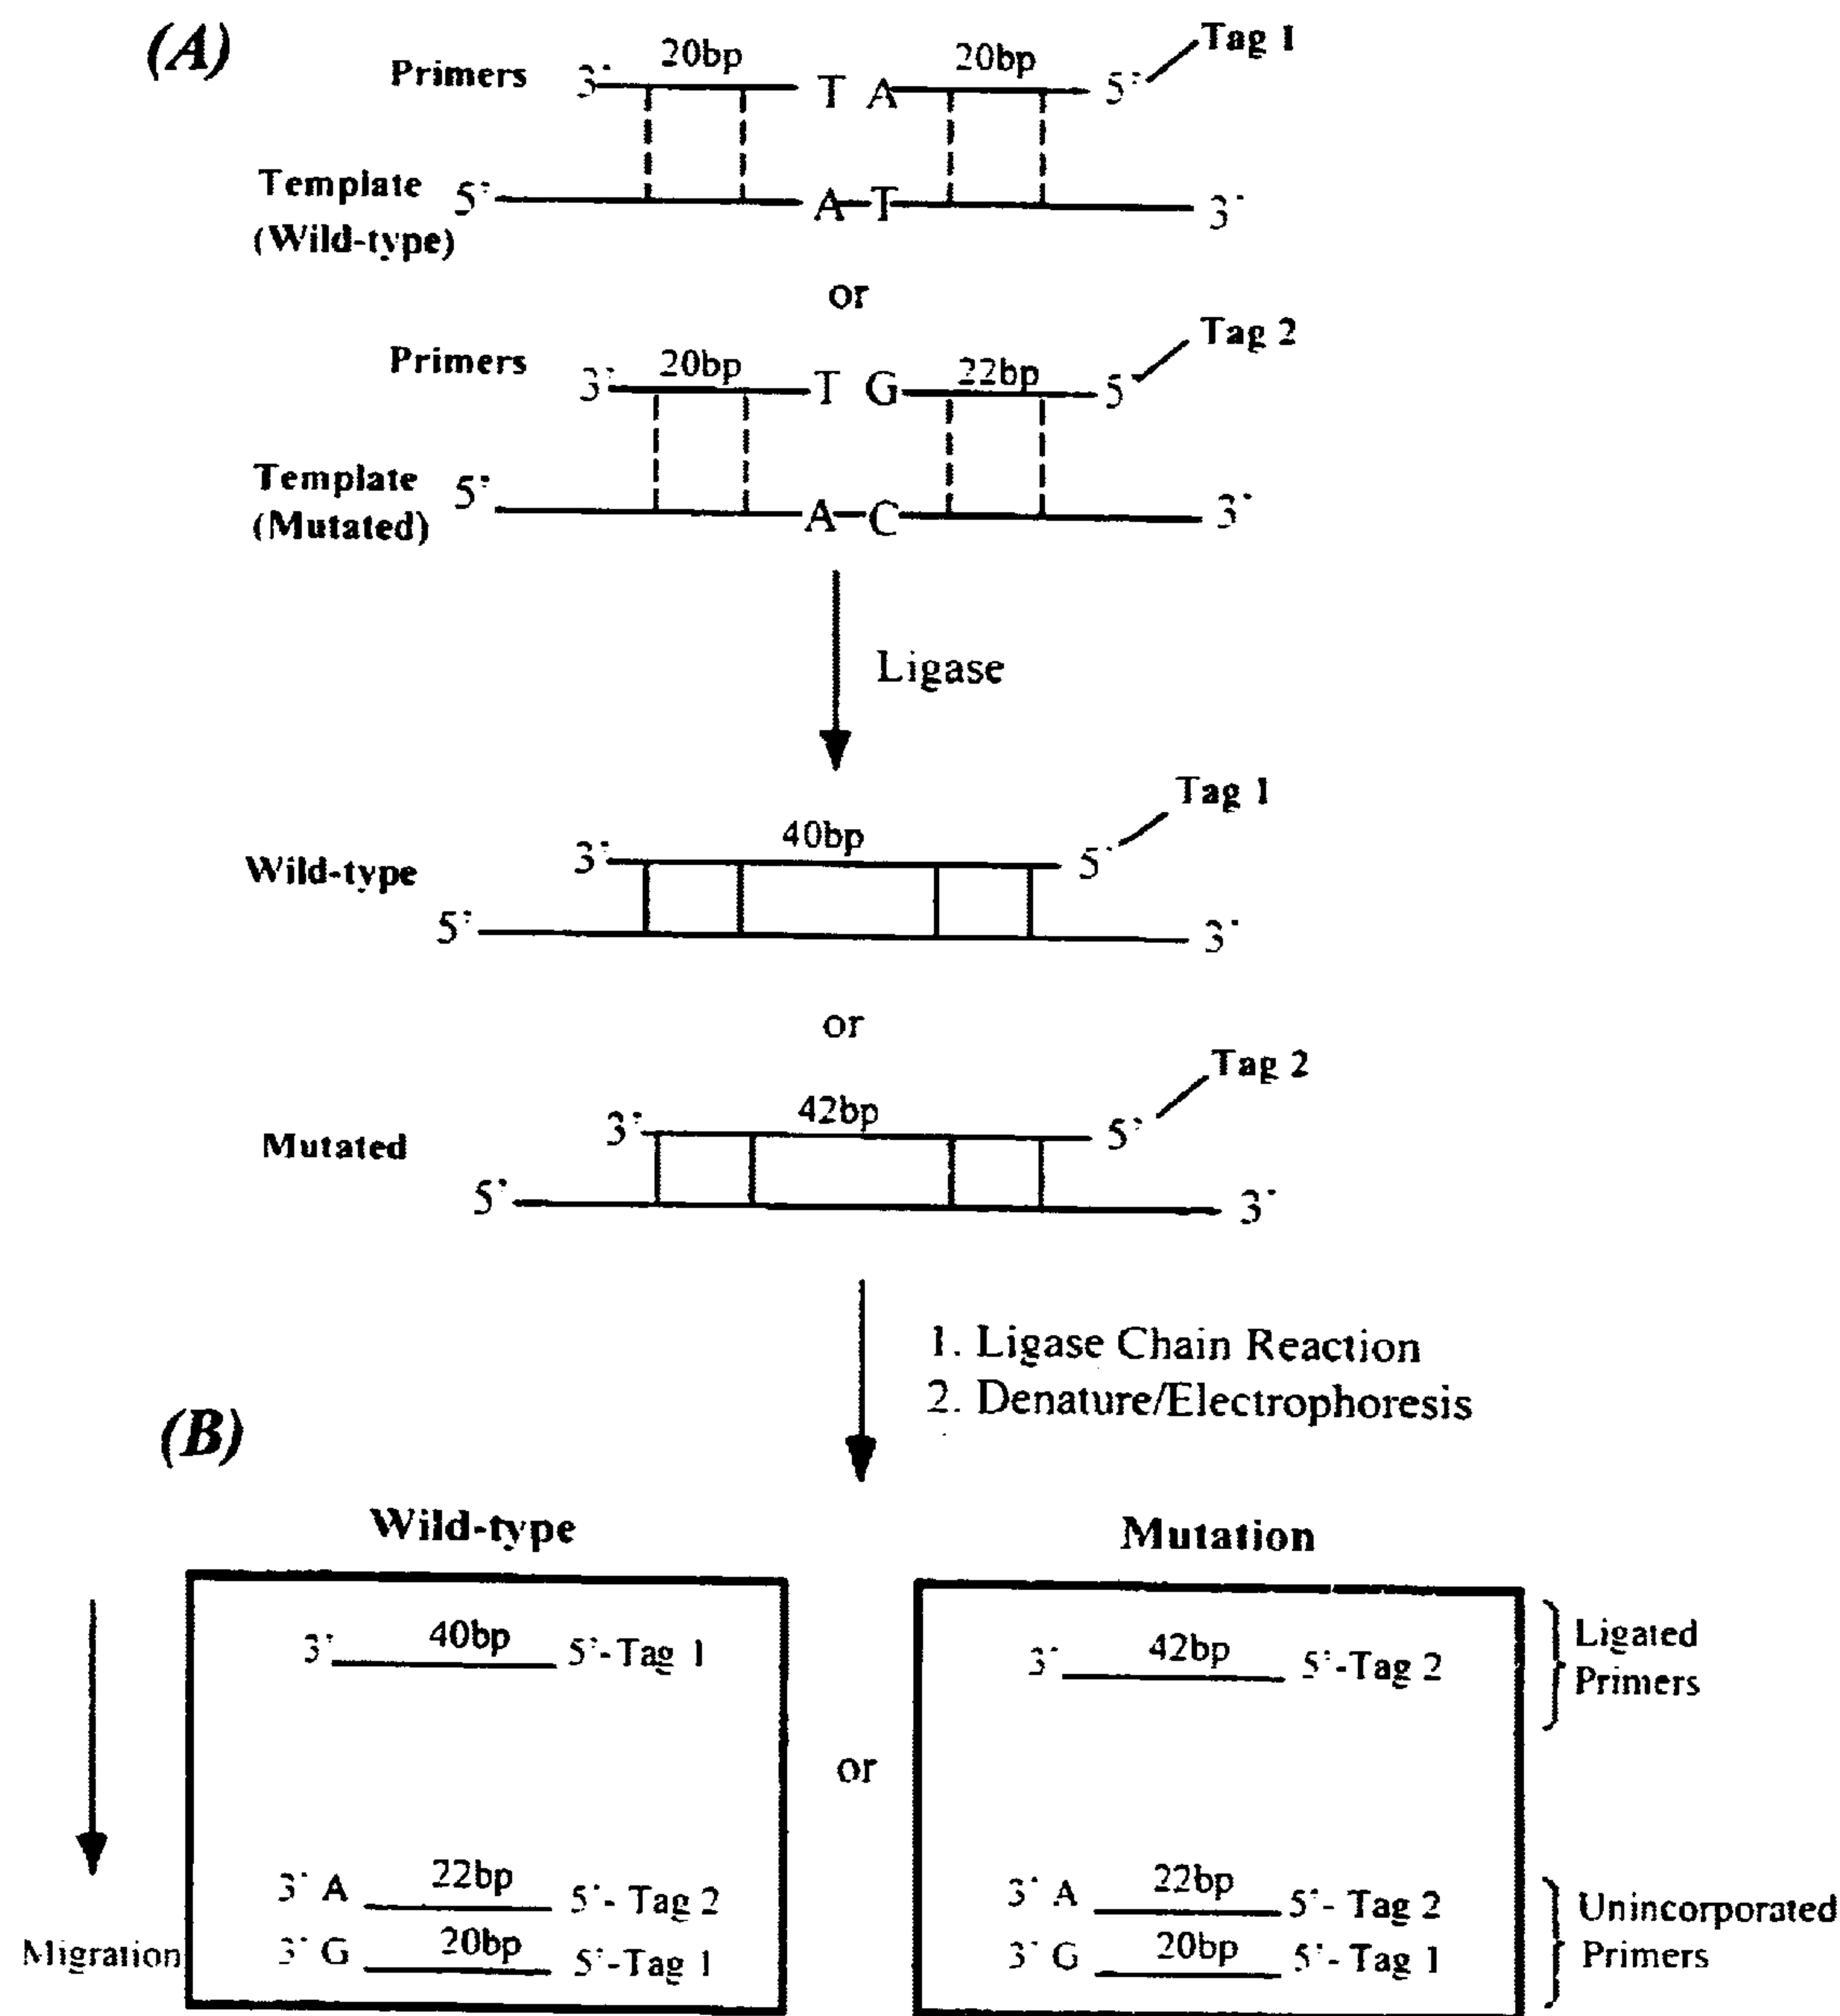 (A)
Primers 3' 20bp T A 20bp 5' Tag 1
Template 5' A T 3'
(Wild-type)
or
Primers 3' 20bp T G 22bp 5' Tag 2
Template 5' A C 3'
(Mutated)
Ligase
Wild-type 3' 40bp 5' Tag 1
5' 3'
or
Mutated 3' 42bp 5' Tag 2
5' 3'
1. Ligase Chain Reaction
2. Denature/Electrophoresis
(B)
Wild-type
3' 40bp 5'-Tag 1
3' A 22bp 5'- Tag 2
3' G 20bp 5'-Tag 1
Migration
or
Mutation
3' 42bp 5'-Tag 2
3' A 22bp 5'- Tag 2
3' G 20bp 5'- Tag 1
Ligated
Primers
Unincorporated
Primers